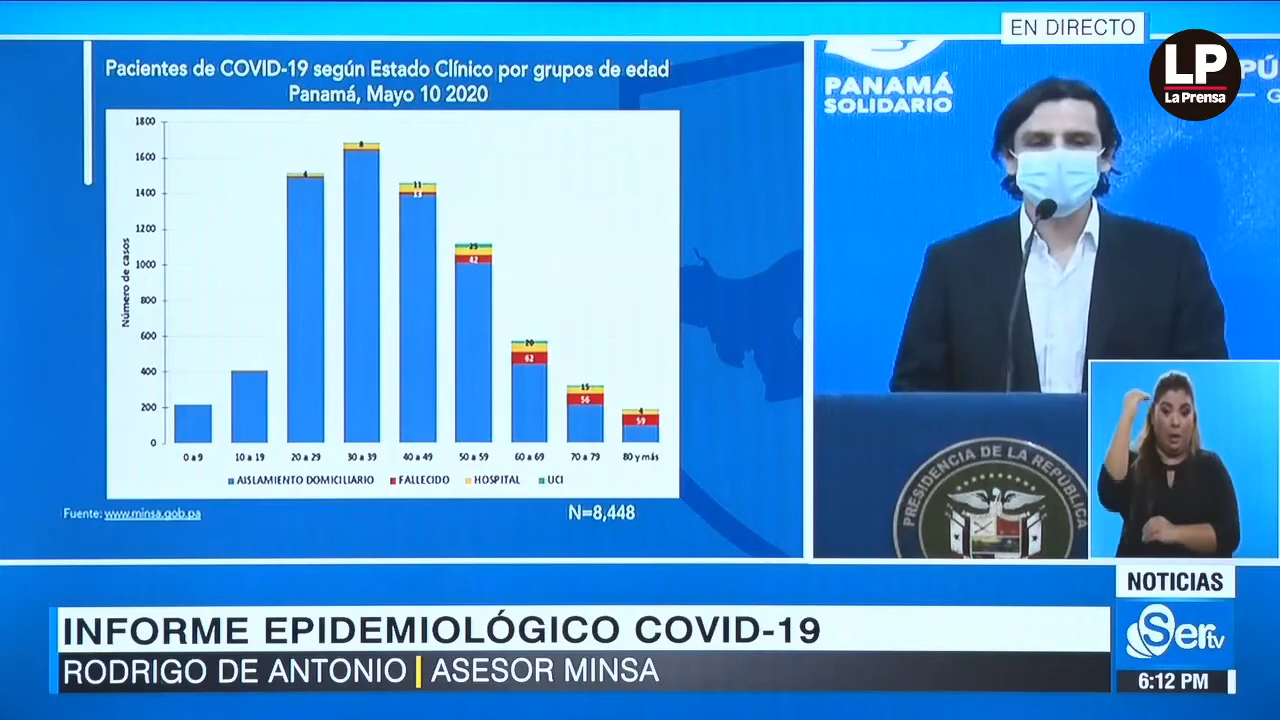 EN DIRECTO
LP
La Prensa
PANAMÁ
SOLIDARIO
Pacientes de COVID-19 según Estado Clínico por grupos de edad
Panamá, Mayo 10 2020
1800
1600
1400
1200
1000
800
600
400
200
0
Número de casos
4
8
11
25
42
20
62
15
56
4
59
0 a 9
10 a 19
20 a 29
30 a 39
40 a 49
50 a 59
60 a 69
70 a 79
80 y más
AISLAMIENTO DOMICILIARIO FALLECIDO HOSPITAL UCI
Fuente: www.minsa.gob.pa
N=8,448
PRESIDENCIA DE LA REPÚBLICA
NOTICIAS
Ser tv
6:12 PM
INFORME EPIDEMIOLÓGICO COVID-19
RODRIGO DE ANTONIO | ASESOR MINSA